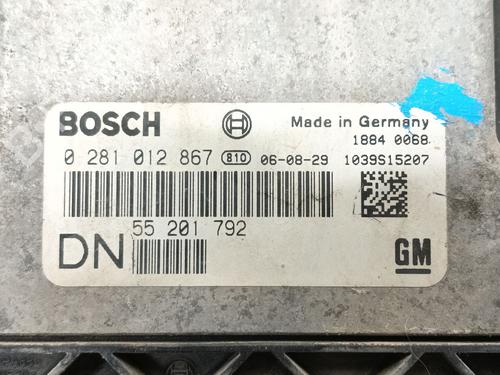 BOSCH
Made in Germany
1884 0068
0 281 012 867 B10 06-08-29 1039S15207
55 201 792
DN
GM